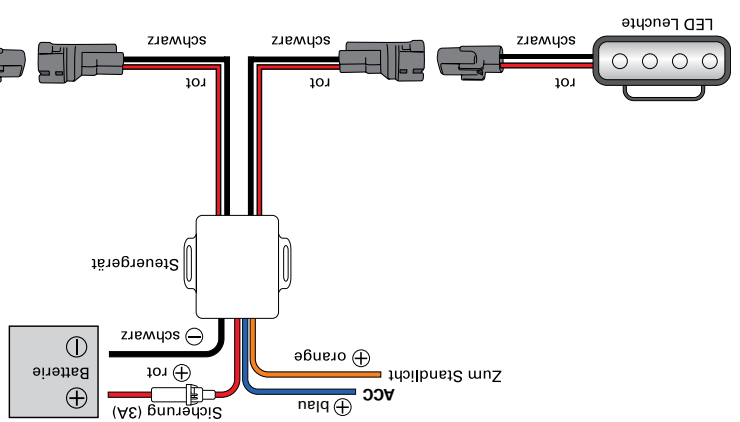 Sicherung (3A)
⊕ blau
ACC
⊕
Zum Standlicht
⊕ rot
Batterie
⊕ orange
⊖
⊖ schwarz
Steuergerät
rot
rot
rot
schwarz
schwarz
schwarz
LED Leuchte